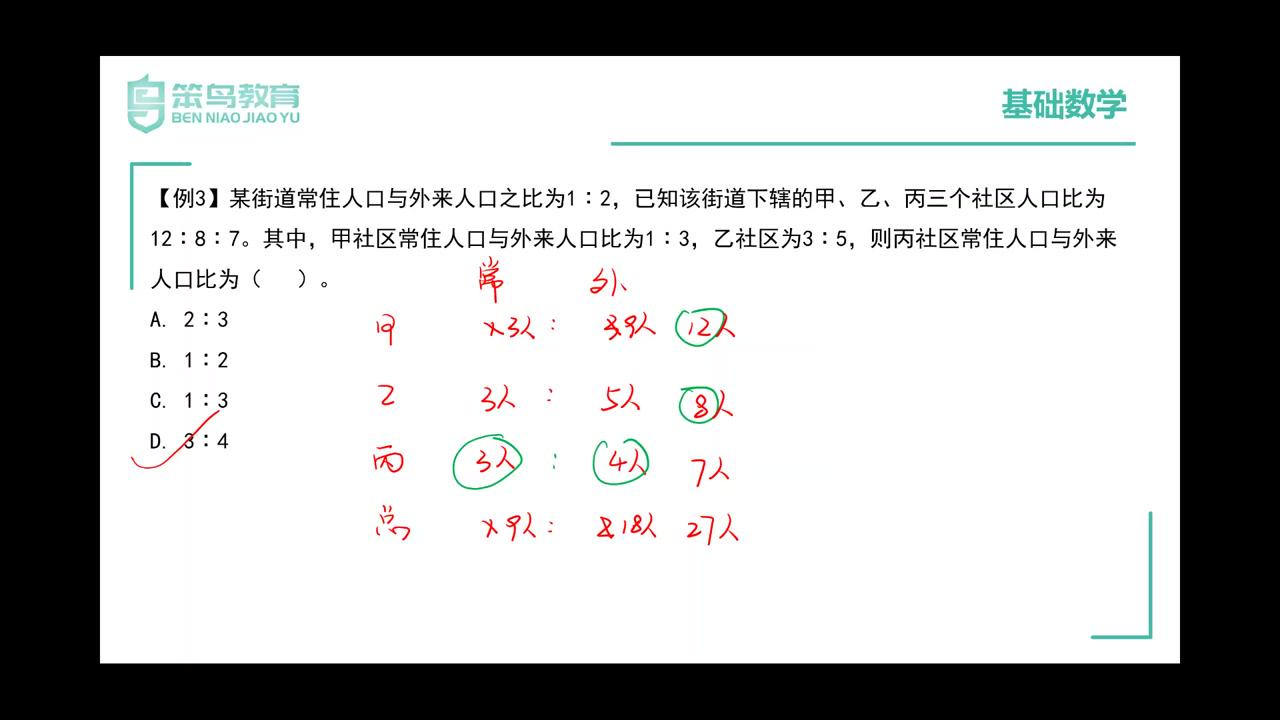 笨鸟教育
BEN NIAO JIAO YU
基础数学
【例3】某街道常住人口与外来人口之比为1∶2，已知该街道下辖的甲、乙、丙三个社区人口比为
12∶8∶7。其中，甲社区常住人口与外来人口比为1∶3，乙社区为3∶5，则丙社区常住人口与外来
人口比为（　）。
A. 2∶3
B. 1∶2
C. 1∶3
D. 3∶4
常 外
甲 3人 : 9人 12人
乙 3人 : 5人 8人
丙 3人 : 4人 7人
总 9人 : 18人 27人